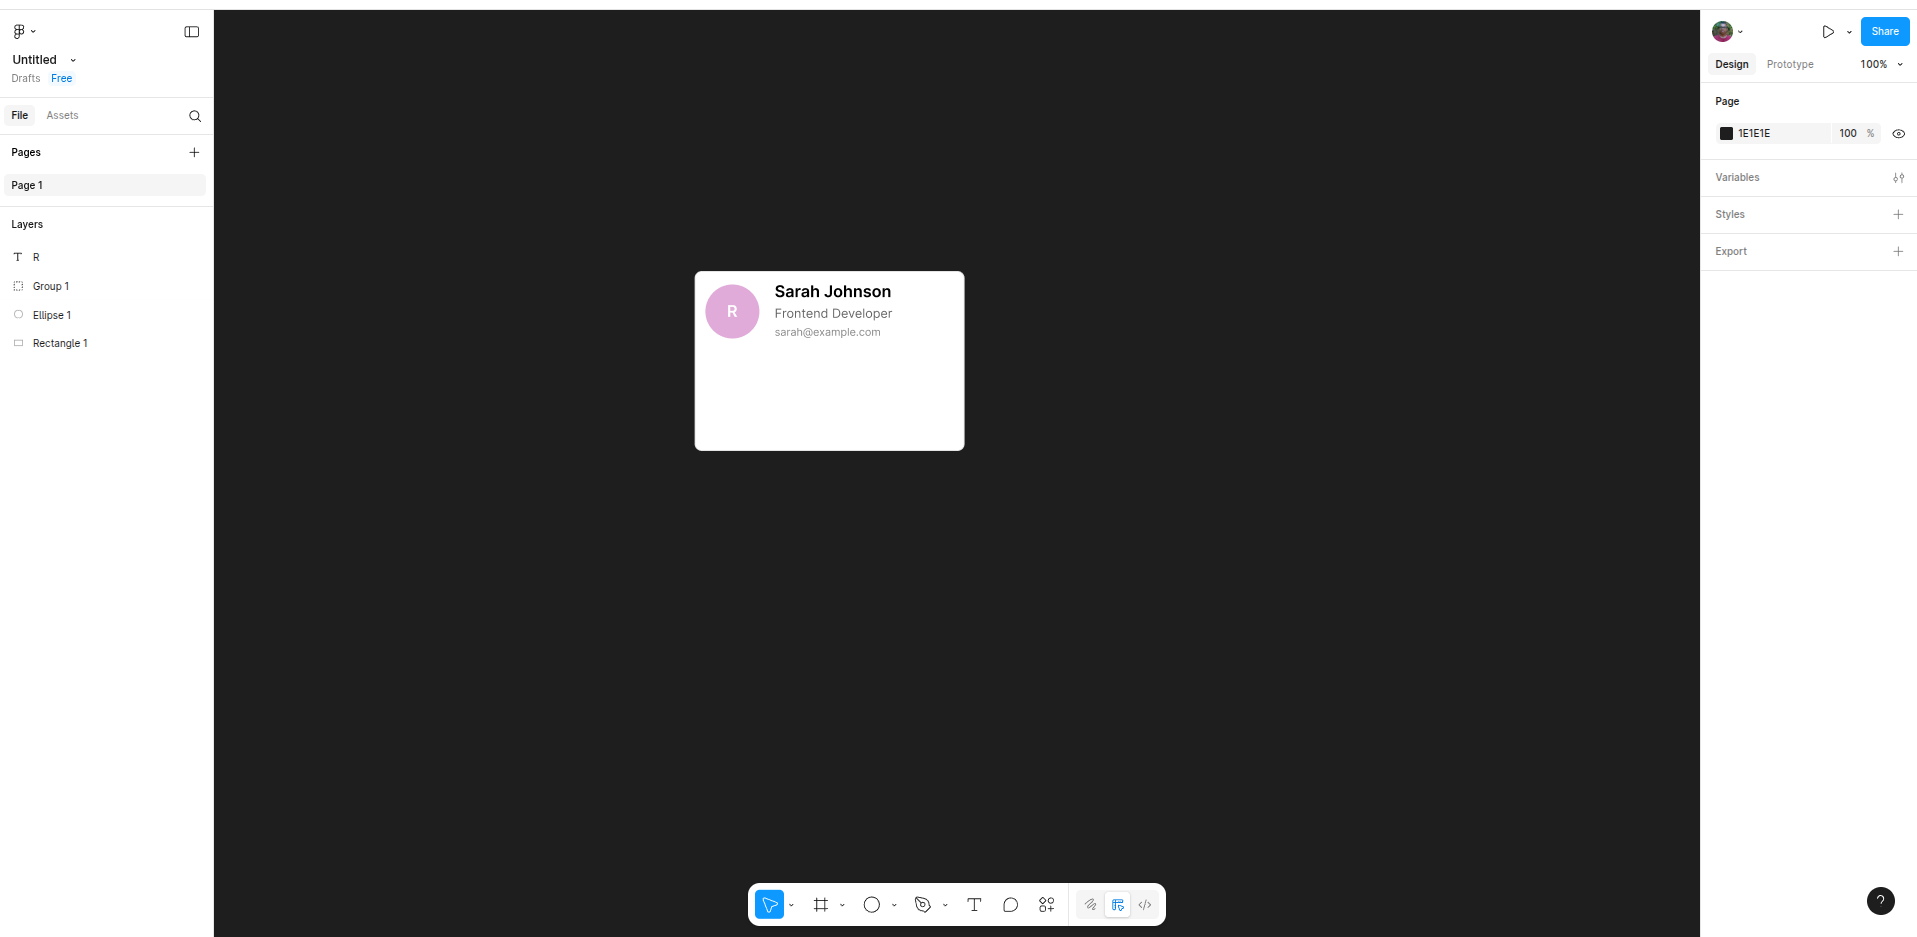 Untitled
Drafts Free
File Assets
Pages
Page 1
Layers
R
Group 1
Ellipse 1
Rectangle 1
R
Sarah Johnson
Frontend Developer
sarah@example.com
Share
Design Prototype 100%
Page
1E1E1E 100 %
Variables
Styles
Export
?